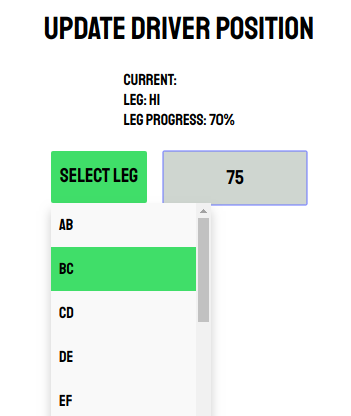 UPDATE DRIVER POSITION
CURRENT:
LEG: HI
LEG PROGRESS: 70%
SELECT LEG
75
AB
BC
CD
DE
EF